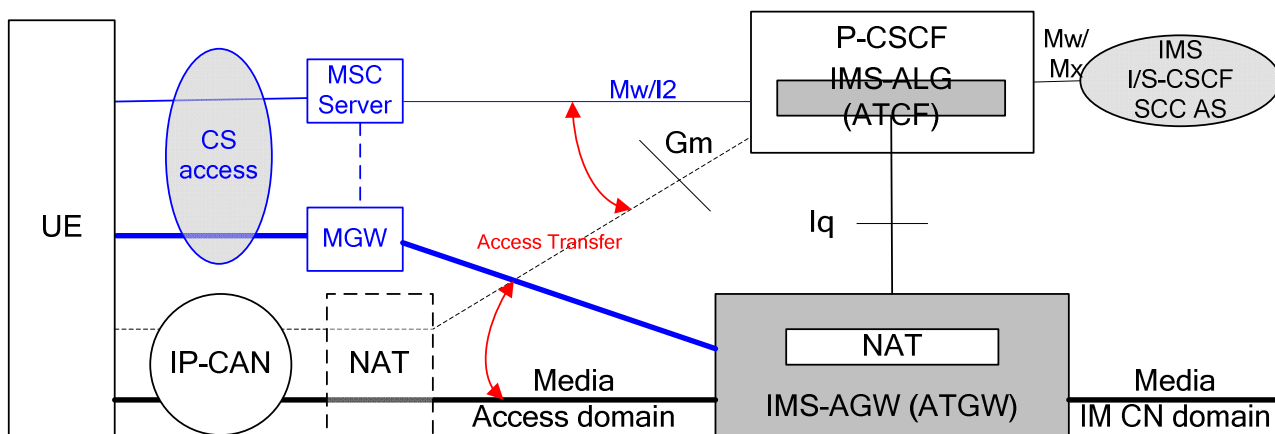 UE
CS
access
MSC
Server
MGW
Mw/I2
P-CSCF
IMS-ALG
(ATCF)
Mw/
Mx
IMS
I/S-CSCF
SCC AS
Gm
Access Transfer
Iq
IP-CAN
NAT
Media
Access domain
NAT
IMS-AGW (ATGW)
Media
IM CN domain